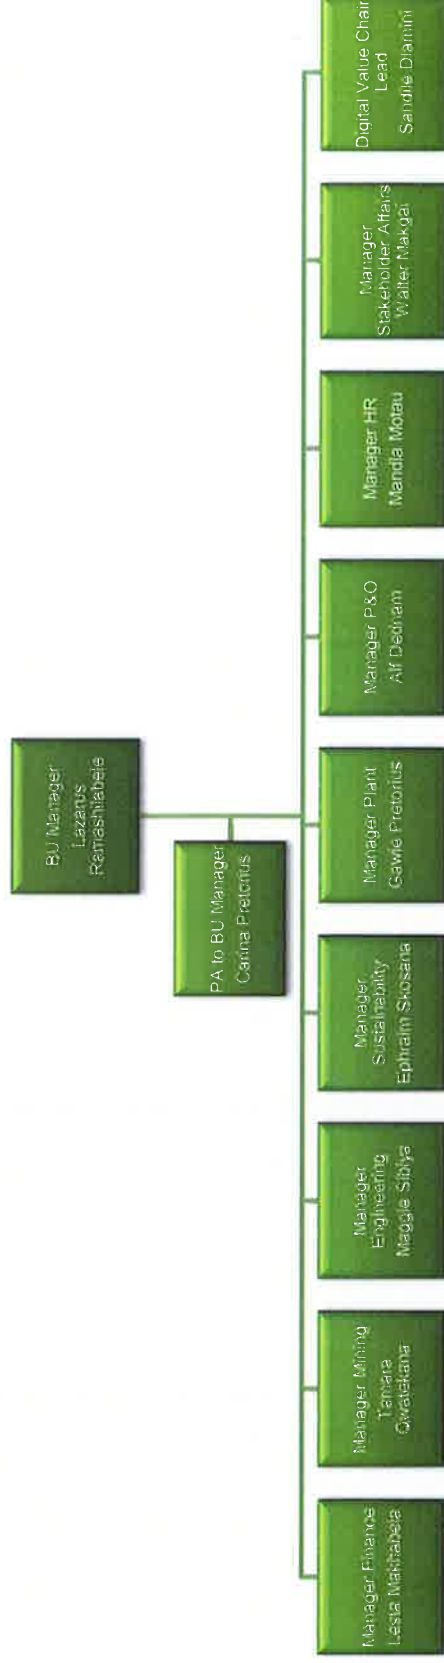 BU Manager
Lazarus
Ramashilabele
PA to BU Manager
Carina Pretorius
Manager Finance
Lesia Makhabela
Manager Mining
Tamara
Qwatekana
Manager
Engineering
Maggie Sibiya
Manager
Sustainability
Ephraim Skosana
Manager Plant
Gawie Pretorius
Manager P&O
Alf Dednam
Manager HR
Mandla Motau
Manager
Stakeholder Affairs
Walter Makgai
Digital Value Chain
Lead
Sandile Dlamini